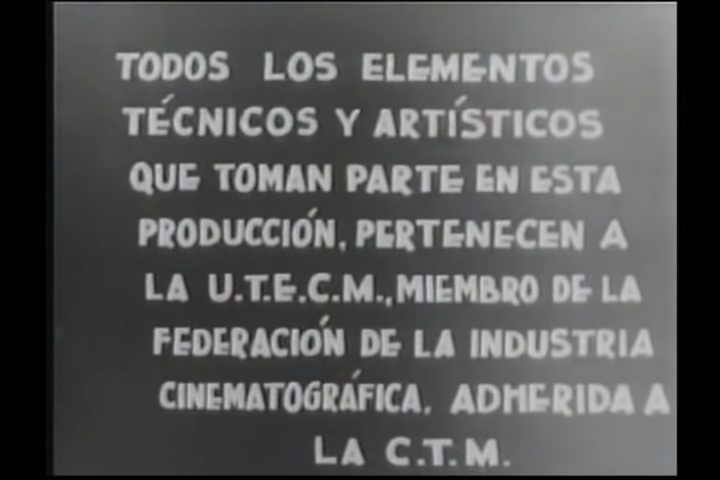 TODOS LOS ELEMENTOS
TÉCNICOS Y ARTÍSTICOS
QUE TOMAN PARTE EN ESTA
PRODUCCIÓN, PERTENECEN A
LA U.T.E.C.M., MIEMBRO DE LA
FEDERACIÓN DE LA INDUSTRIA
CINEMATOGRÁFICA, ADHERIDA A
LA C.T.M.